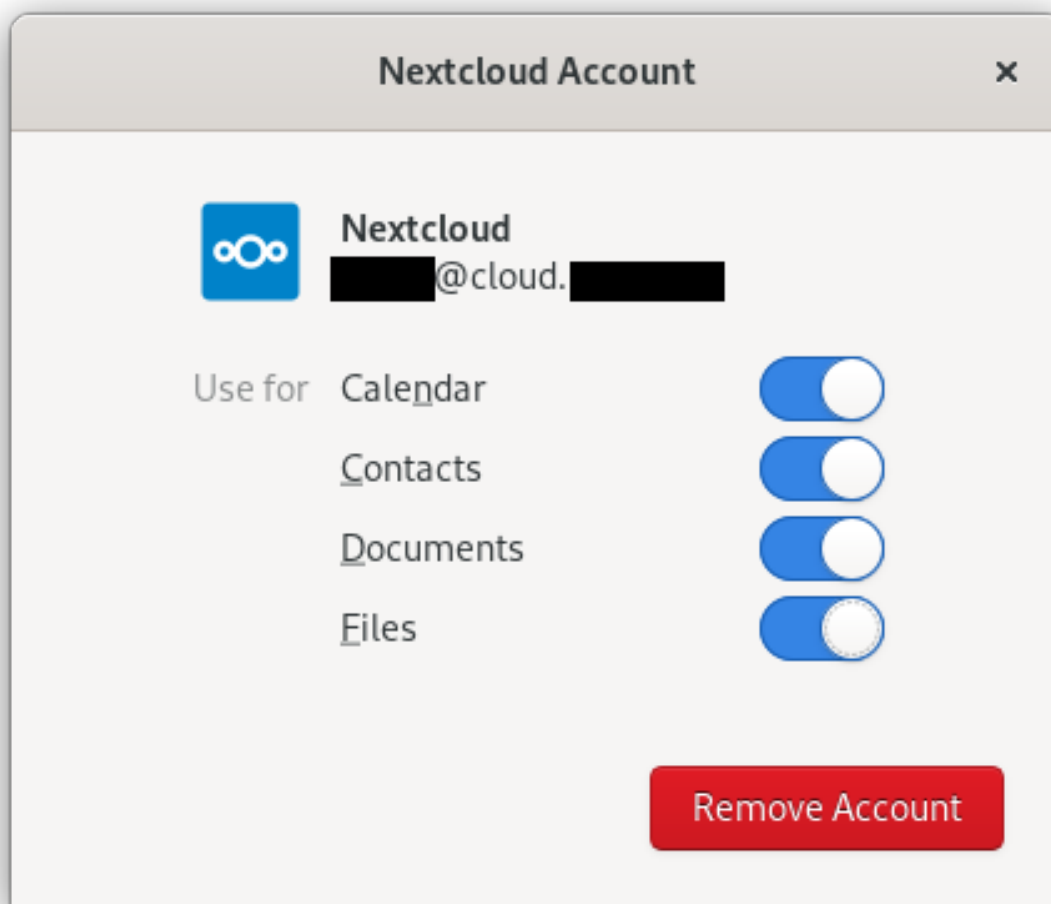 Nextcloud Account
Nextcloud
@cloud.
Use for Calendar
Contacts
Documents
Files
Remove Account